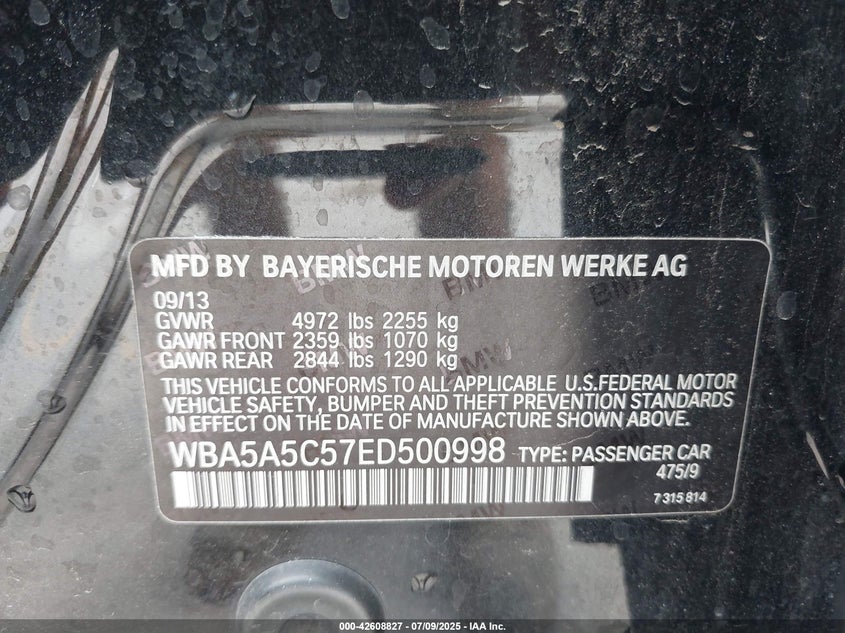 MFD BY BAYERISCHE MOTOREN WERKE AG
09/13
GVWR 4972 lbs 2255 kg
GAWR FRONT 2359 lbs 1070 kg
GAWR REAR 2844 lbs 1290 kg
THIS VEHICLE CONFORMS TO ALL APPLICABLE U.S.FEDERAL MOTOR
VEHICLE SAFETY, BUMPER AND THEFT PREVENTION STANDARDS
IN EFFECT ON THE DATE OF MANUFACTURE SHOWN ABOVE.
WBA5A5C57ED500998 TYPE: PASSENGER CAR
475/9
7315814
000-42608827 - 07/09/2025 - IAA Inc.